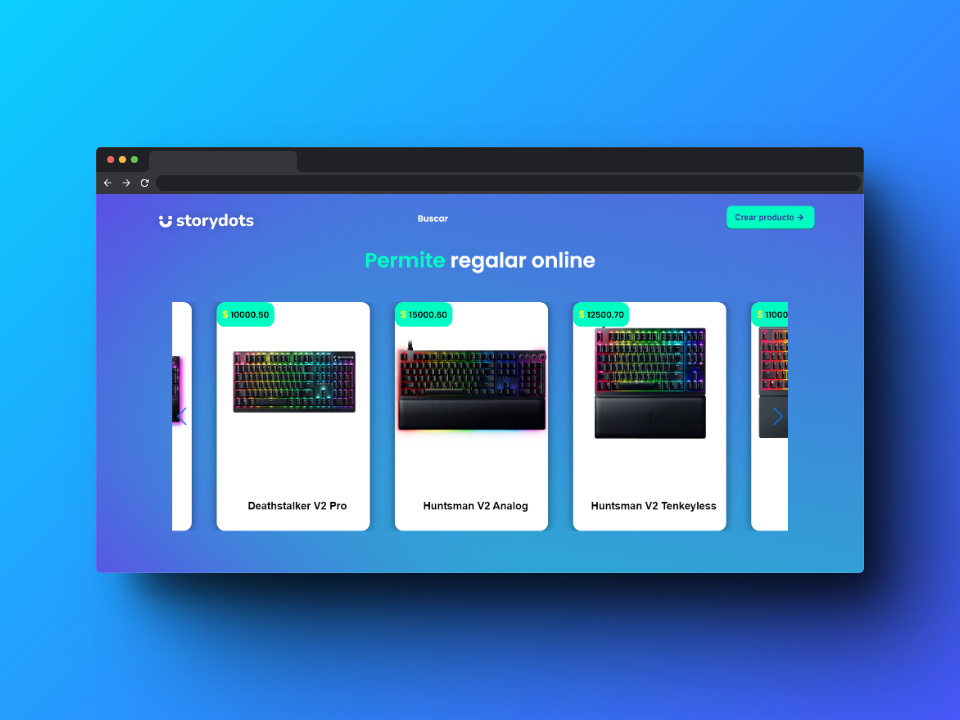 storydots
Buscar
Crear producto →
Permite regalar online
$ 10000.50
$ 15000.60
$ 12500.70
$ 11000
Deathstalker V2 Pro
Huntsman V2 Analog
Huntsman V2 Tenkeyless